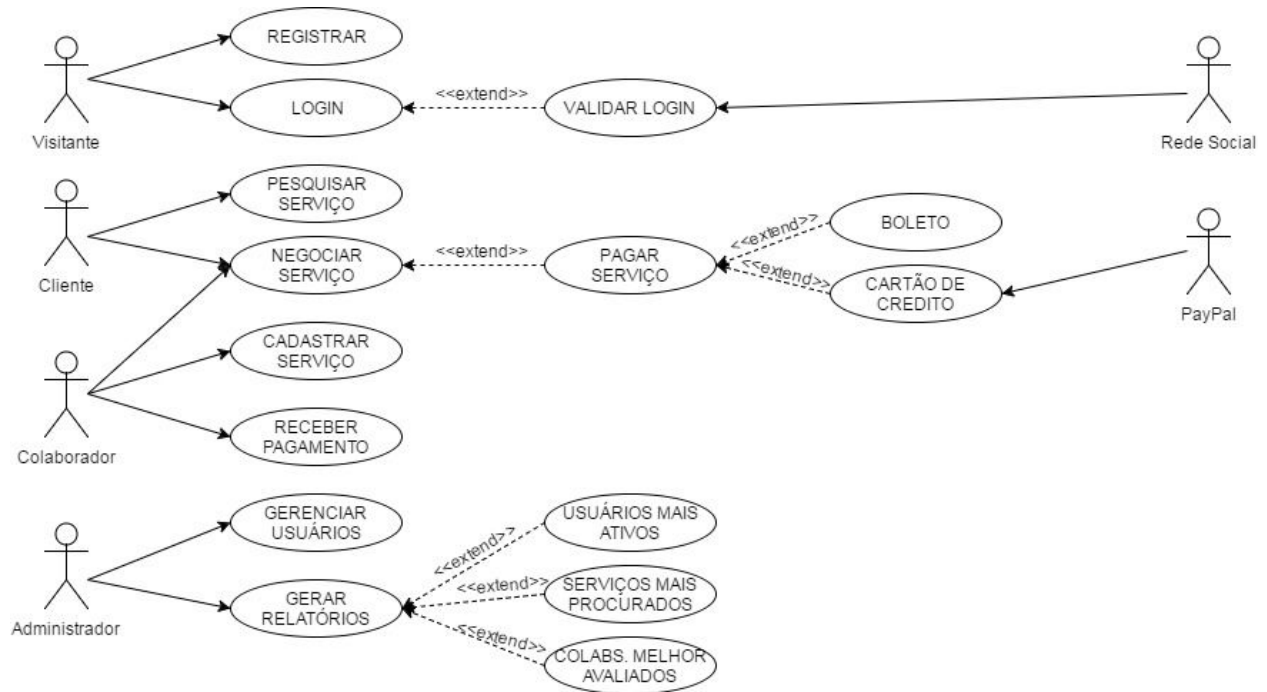 REGISTRAR
LOGIN
<<extend>>
VALIDAR LOGIN
Visitante
Rede Social
PESQUISAR
SERVIÇO
NEGOCIAR
SERVIÇO
<<extend>>
PAGAR
SERVIÇO
<<extend>>
<<extend>>
BOLETO
CARTÃO DE
CREDITO
Cliente
PayPal
CADASTRAR
SERVIÇO
RECEBER
PAGAMENTO
Colaborador
GERENCIAR
USUÁRIOS
GERAR
RELATÓRIOS
<<extend>>
<<extend>>
<<extend>>
USUÁRIOS MAIS
ATIVOS
SERVIÇOS MAIS
PROCURADOS
COLABS. MELHOR
AVALIADOS
Administrador